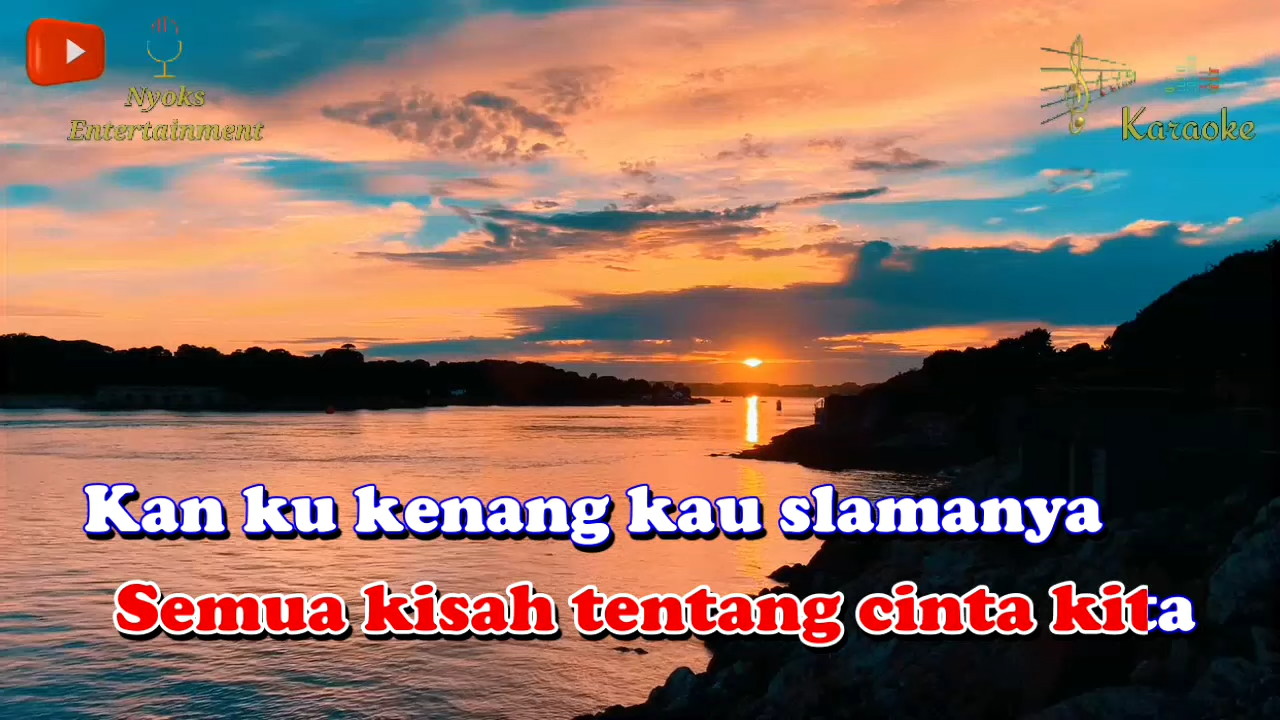 Nyoks
Entertainment
Karaoke
Kan ku kenang kau slamanya
Semua kisah tentang cinta kita